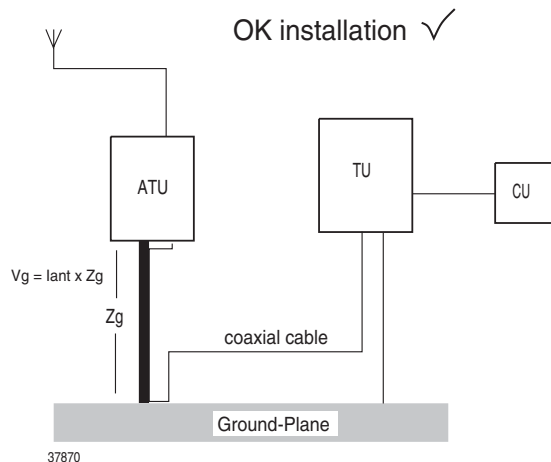 OK installation ✓
ATU
TU
CU
Vg = Iant x Zg
Zg
coaxial cable
Ground-Plane
37870